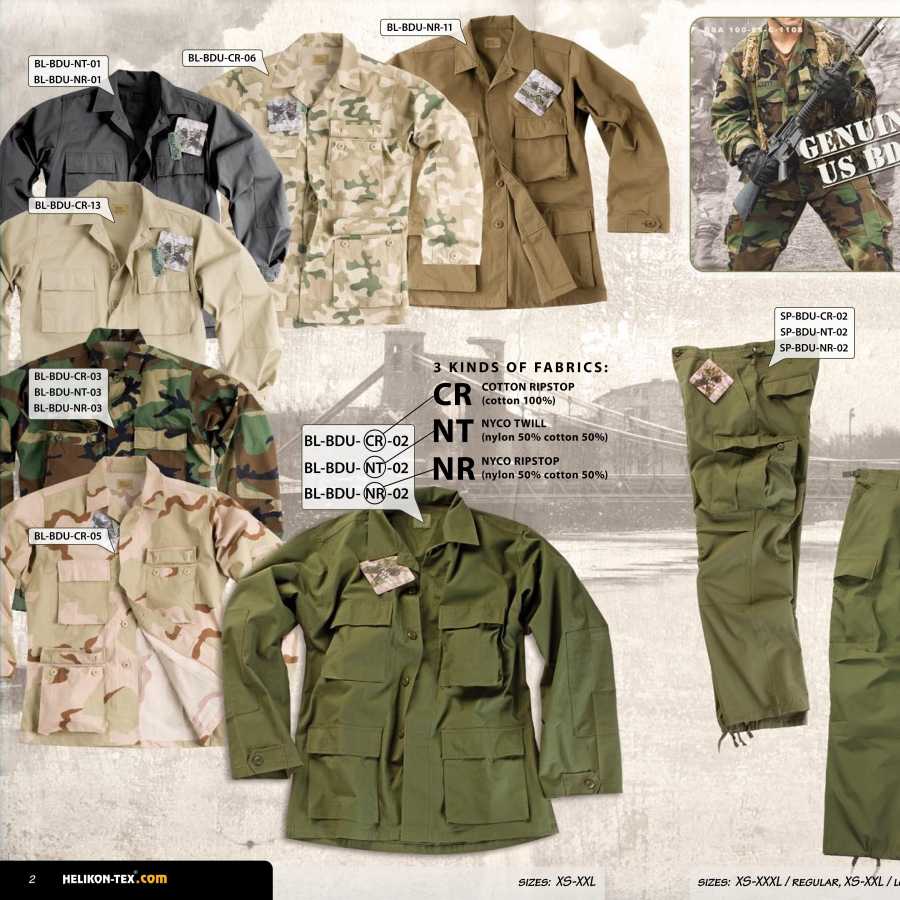 BL-BDU-NR-11
BL-BDU-CR-06
BL-BDU-NT-01
BL-BDU-NR-01
GENUIN
US BD
BL-BDU-CR-13
SP-BDU-CR-02
SP-BDU-NT-02
SP-BDU-NR-02
BL-BDU-CR-03
BL-BDU-NT-03
BL-BDU-NR-03
3 KINDS OF FABRICS:
CR COTTON RIPSTOP
(cotton 100%)
NT NYCO TWILL
(nylon 50% cotton 50%)
NR NYCO RIPSTOP
(nylon 50% cotton 50%)
BL-BDU- CR -02
BL-BDU- NT -02
BL-BDU- NR -02
BL-BDU-CR-05
2 HELIKON-TEX®.COM
SIZES: XS-XXL
SIZES: XS-XXXL / REGULAR, XS-XXL / L